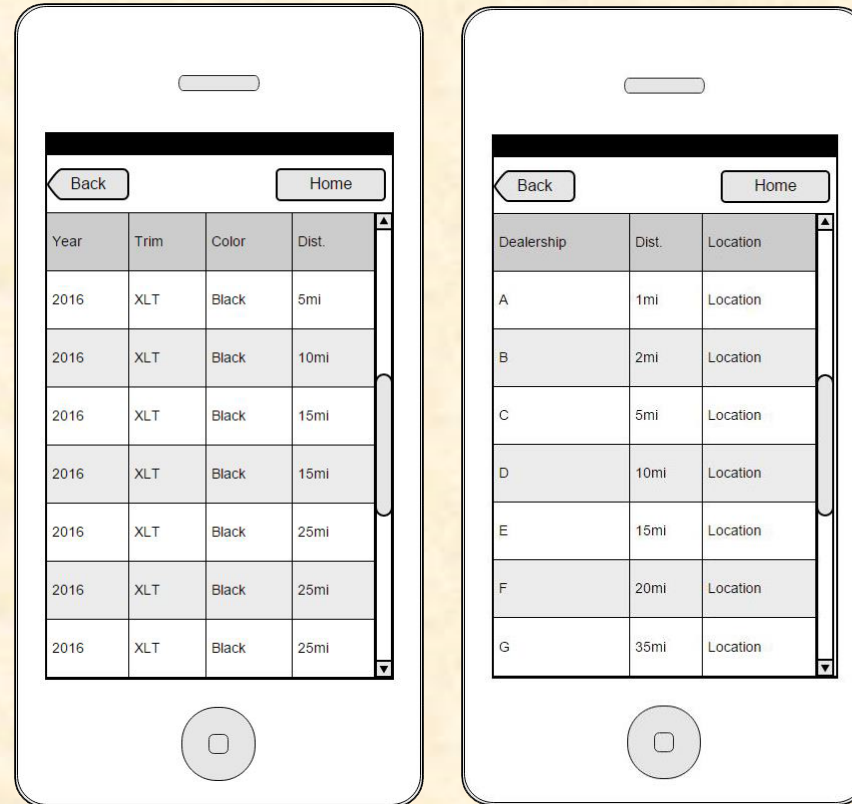 Back Home
Year Trim Color Dist.
2016 XLT Black 5mi
2016 XLT Black 10mi
2016 XLT Black 15mi
2016 XLT Black 15mi
2016 XLT Black 25mi
2016 XLT Black 25mi
2016 XLT Black 25mi
Back Home
Dealership Dist. Location
A 1mi Location
B 2mi Location
C 5mi Location
D 10mi Location
E 15mi Location
F 20mi Location
G 35mi Location